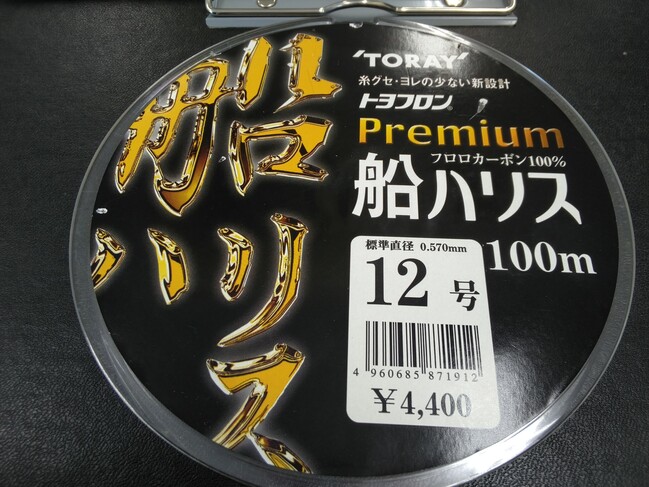 船ハリス
'TORAY'
糸グセ・ヨレの少ない新設計
トヨフロン
Premium
フロロカーボン100%
船ハリス
100m
標準直径 0.570mm
12号
4 960685 871912
¥4,400